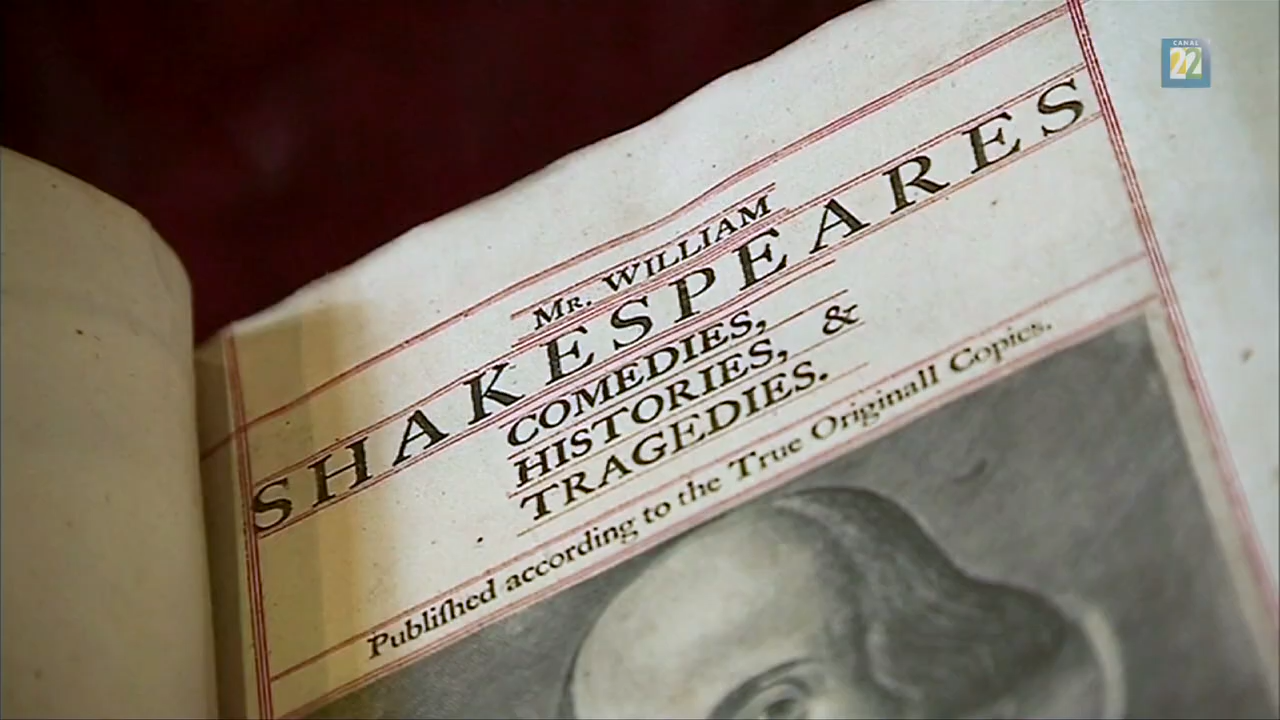 CANAL
22
Mr. WILLIAM
SHAKESPEARES
COMEDIES,
HISTORIES, &
TRAGEDIES.
Publiſhed according to the True Originall Copies.